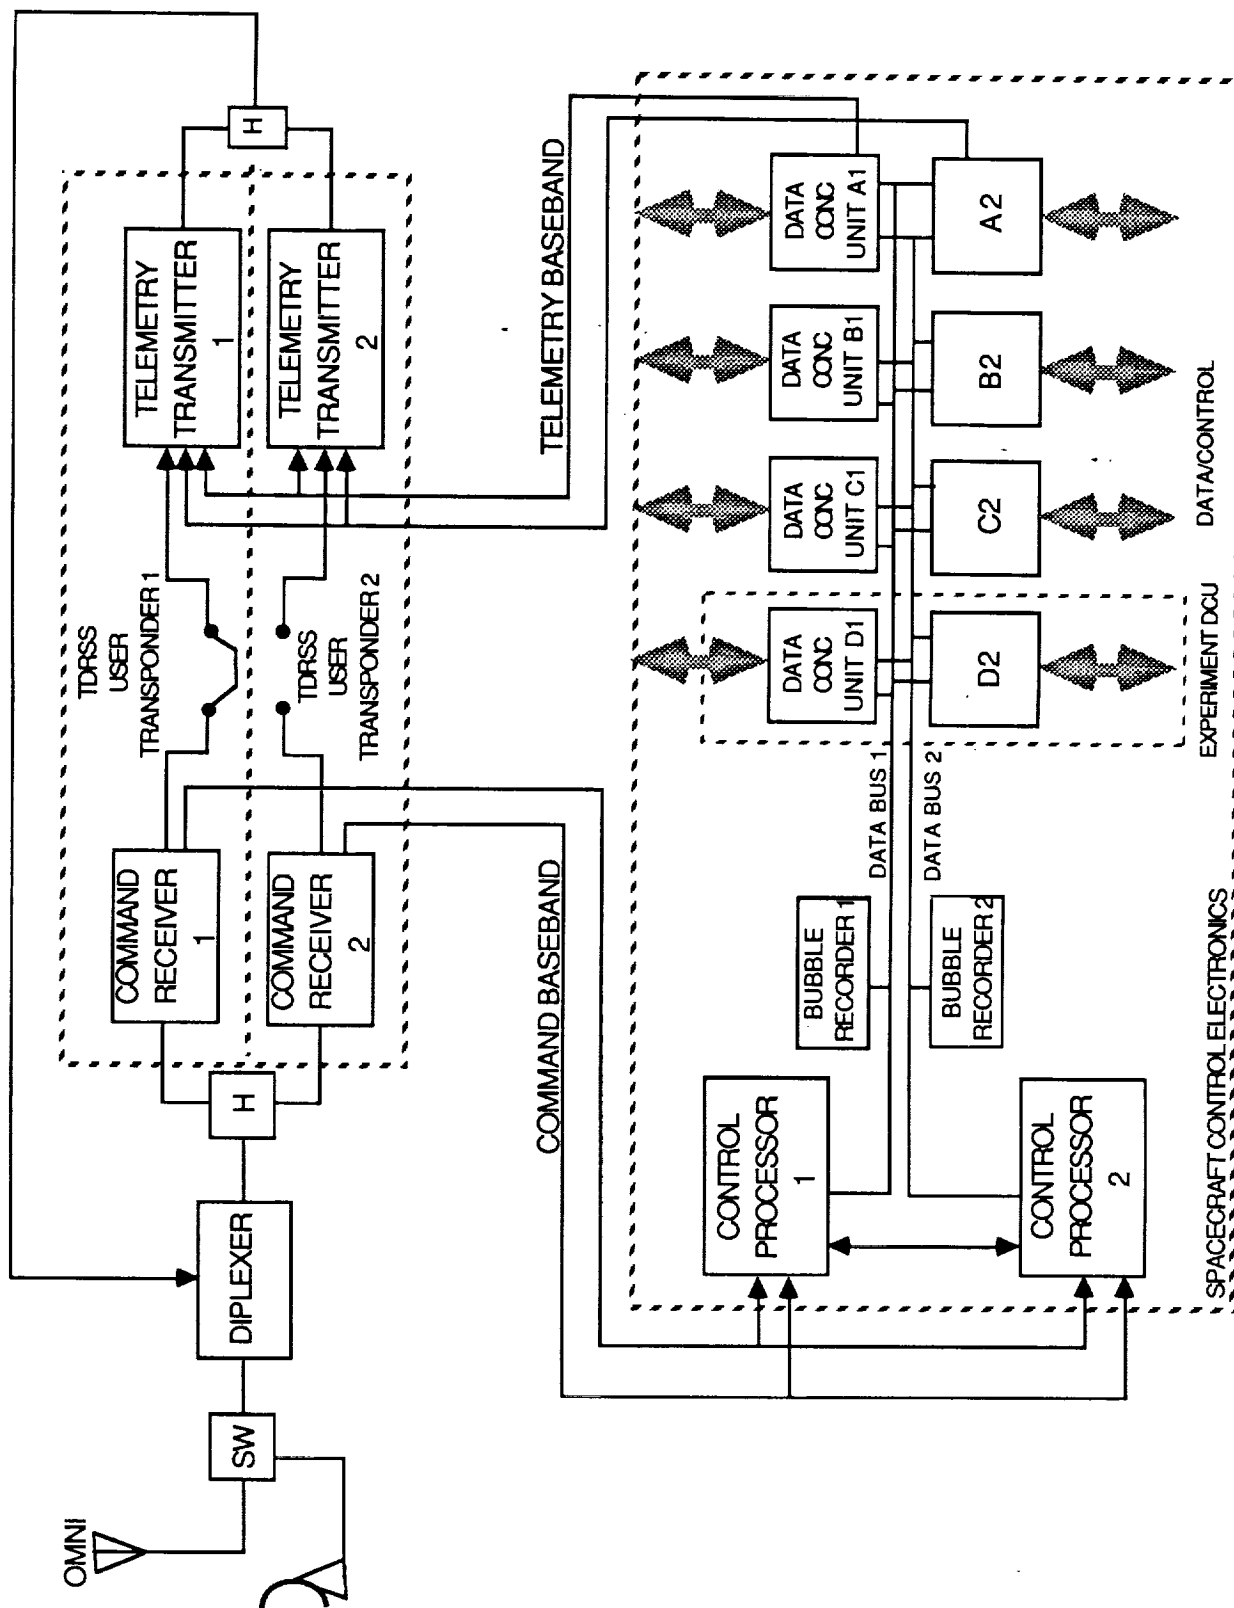 OMNI
SW
DIPLEXER
H
COMMAND
RECEIVER
1
COMMAND
RECEIVER
2
TDRSS
USER
TRANSPONDER 1
TDRSS
USER
TRANSPONDER 2
TELEMETRY
TRANSMITTER
1
TELEMETRY
TRANSMITTER
2
H
COMMAND BASEBAND
TELEMETRY BASEBAND
CONTROL
PROCESSOR
1
CONTROL
PROCESSOR
2
BUBBLE
RECORDER 1
BUBBLE
RECORDER 2
DATA BUS 1
DATA BUS 2
DATA
CONC
UNIT D1
DATA
CONC
UNIT C1
DATA
CONC
UNIT B1
DATA
CONC
UNIT A1
D2
C2
B2
A2
SPACECRAFT CONTROL ELECTRONICS
EXPERIMENT DCU
DATA/CONTROL